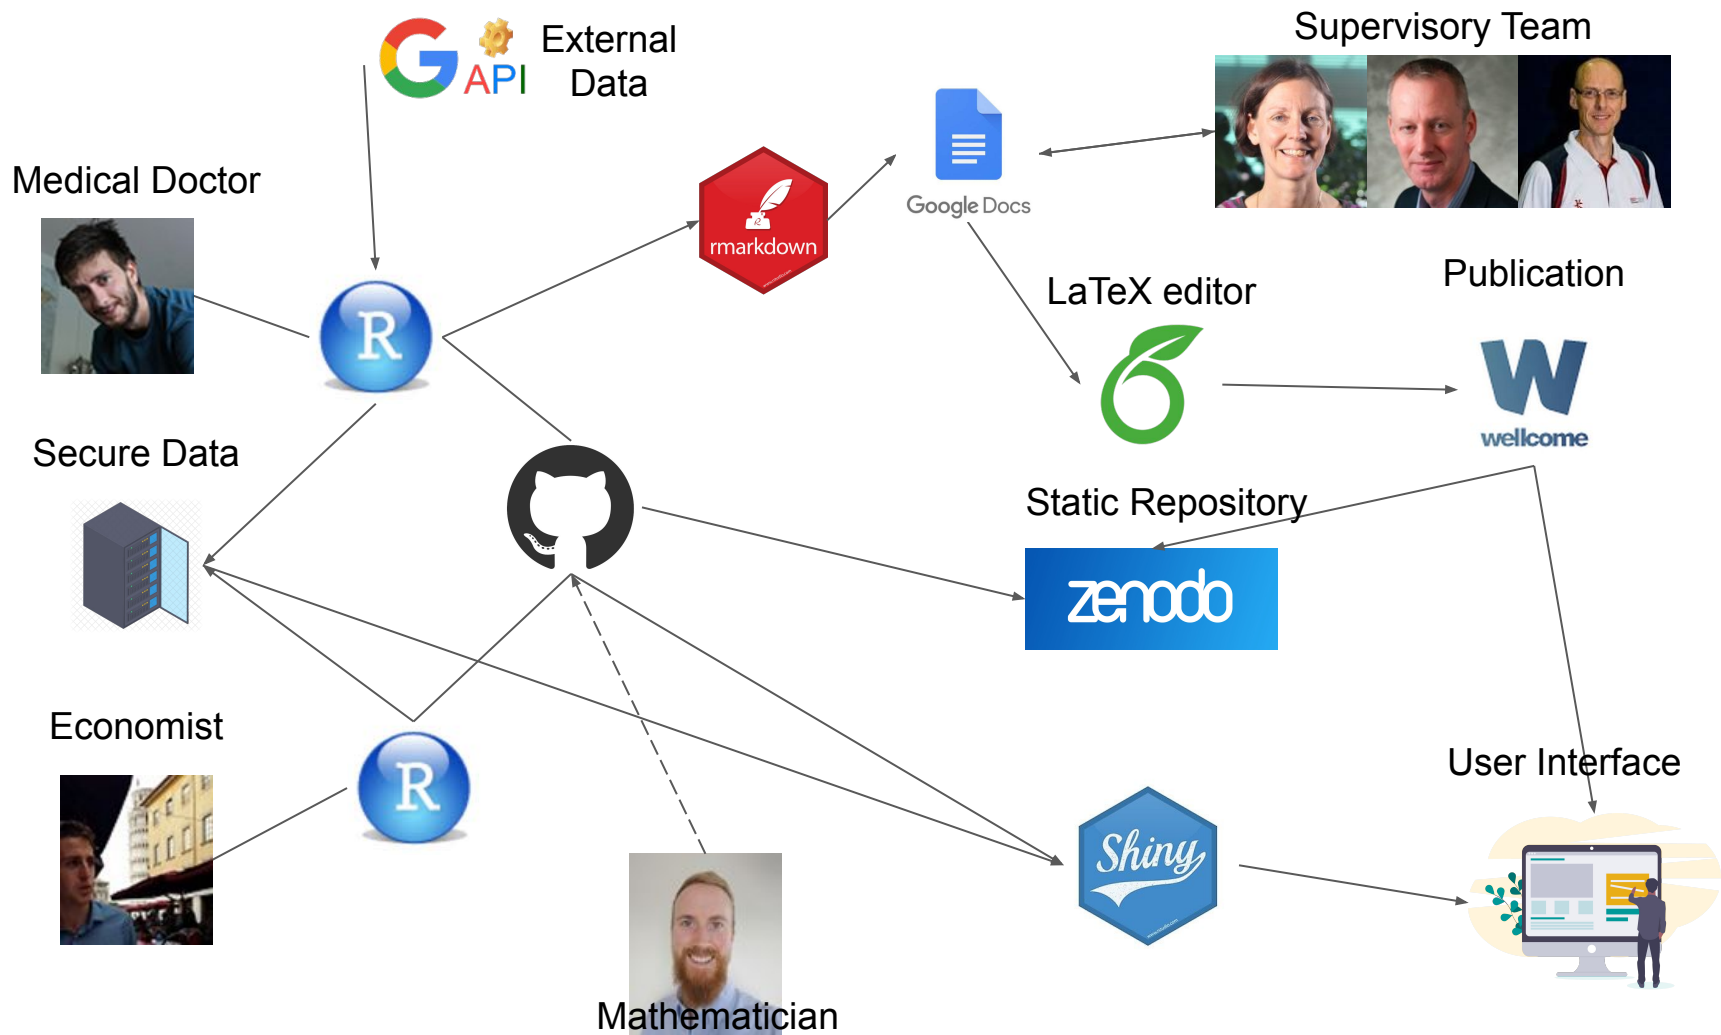 External
Data
API
Supervisory Team
Medical Doctor
Google Docs
rmarkdown
R
LaTeX editor
Publication
W
wellcome
Secure Data
Static Repository
zenodo
Economist
R
User Interface
Shiny
Mathematician